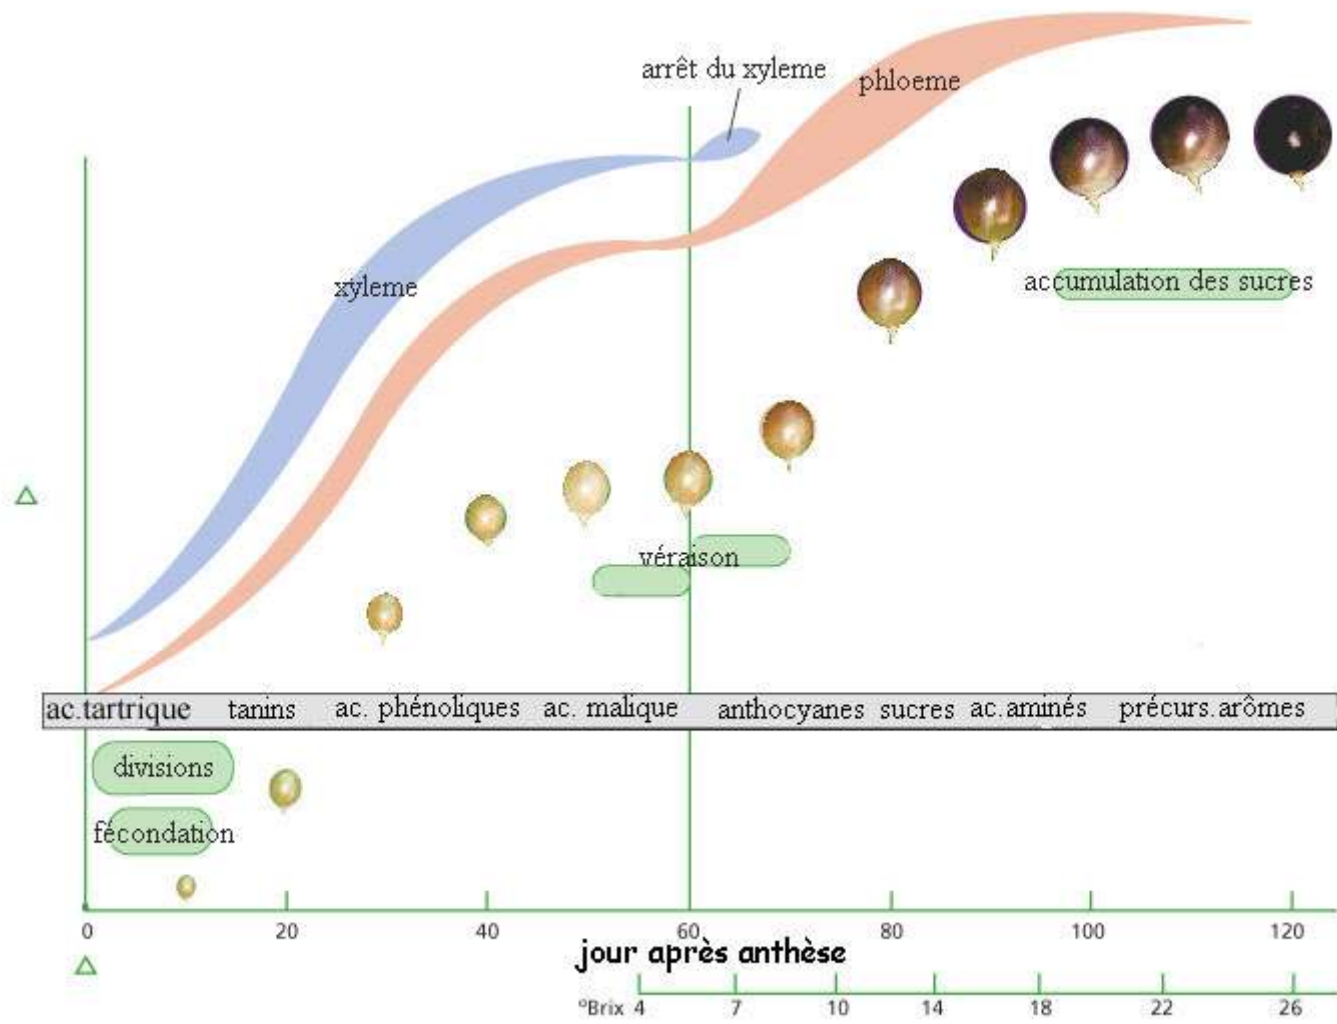 arrêt du xyleme
phloeme
xyleme
accumulation des sucres
véraison
ac.tartrique tanins ac. phénoliques ac. malique anthocyanes sucres ac.aminés précurs.arômes
divisions
fécondation
0 20 40 60 80 100 120
jour après anthèse
°Brix 4 7 10 14 18 22 26